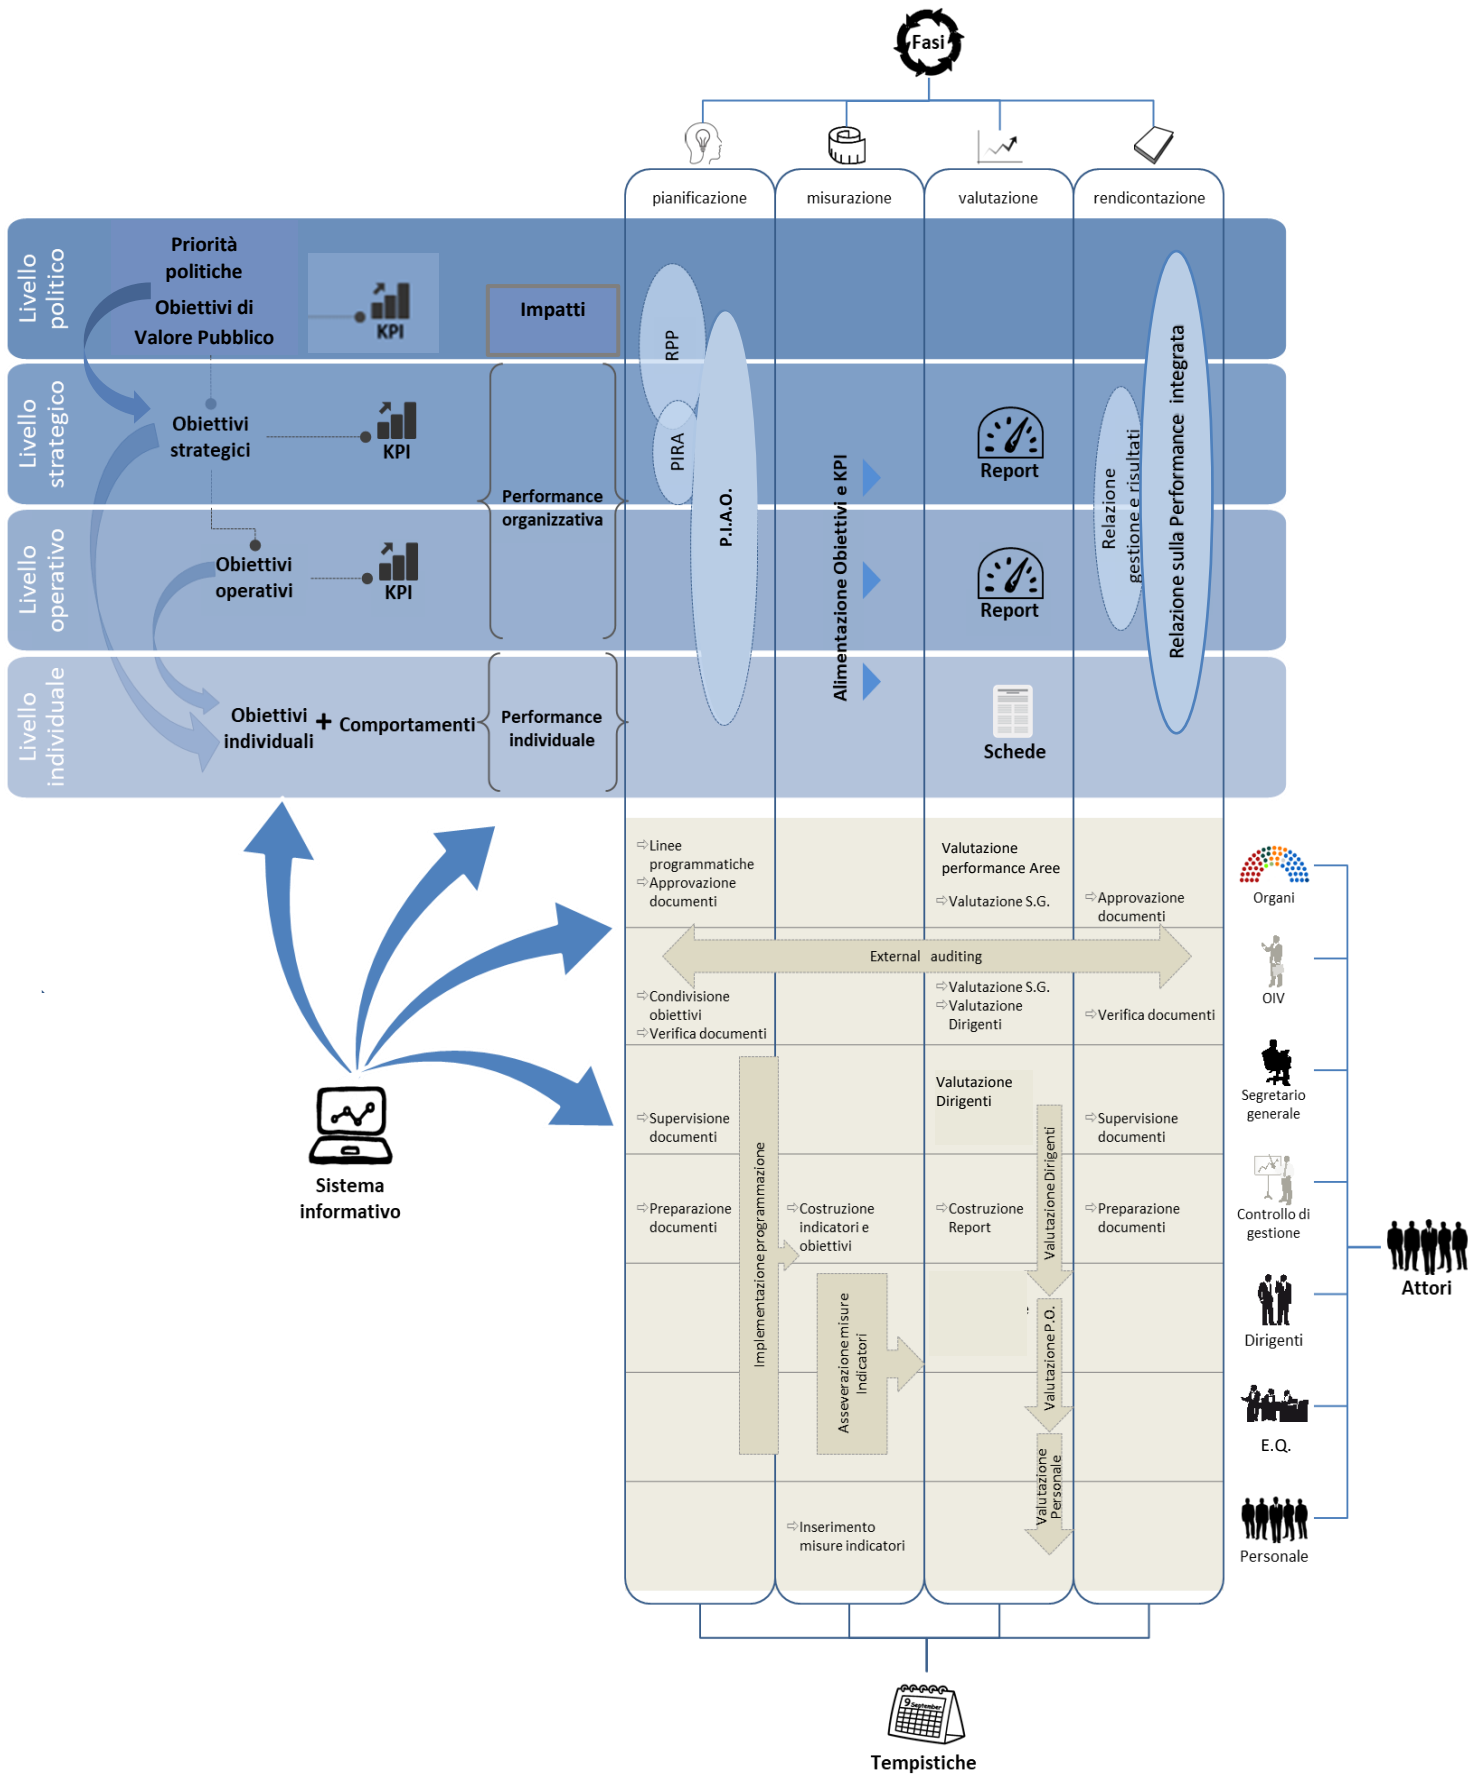 Fasi
pianificazione
misurazione
valutazione
rendicontazione
Livello
politico
Priorità
politiche
Obiettivi di
Valore Pubblico
KPI
Impatti
RPP
Livello
strategico
Obiettivi
strategici
KPI
PIRA
Report
Performance
organizzativa
P.I.A.O.
Alimentazione Obiettivi e KPI
Relazione
gestione e risultati
Relazione sulla Performance integrata
Livello
operativo
Obiettivi
operativi
KPI
Report
Livello
individuale
Obiettivi
individuali
+
Comportamenti
Performance
individuale
Schede
Linee
programmatiche
Approvazione
documenti
Valutazione
performance Aree
Valutazione S.G.
Approvazione
documenti
Organi
External auditing
Condivisione
obiettivi
Verifica documenti
Valutazione S.G.
Valutazione
Dirigenti
Verifica documenti
OIV
Supervisione
documenti
Valutazione
Dirigenti
Supervisione
documenti
Segretario
generale
Implementazione programmazione
Valutazione Dirigenti
Preparazione
documenti
Costruzione
indicatori e
obiettivi
Costruzione
Report
Preparazione
documenti
Controllo di
gestione
Sistema
informativo
Attori
Asseverazione misure
Indicatori
Valutazione P.O.
Dirigenti
E.Q.
Valutazione
Personale
Inserimento
misure indicatori
Personale
9 September
Tempistiche